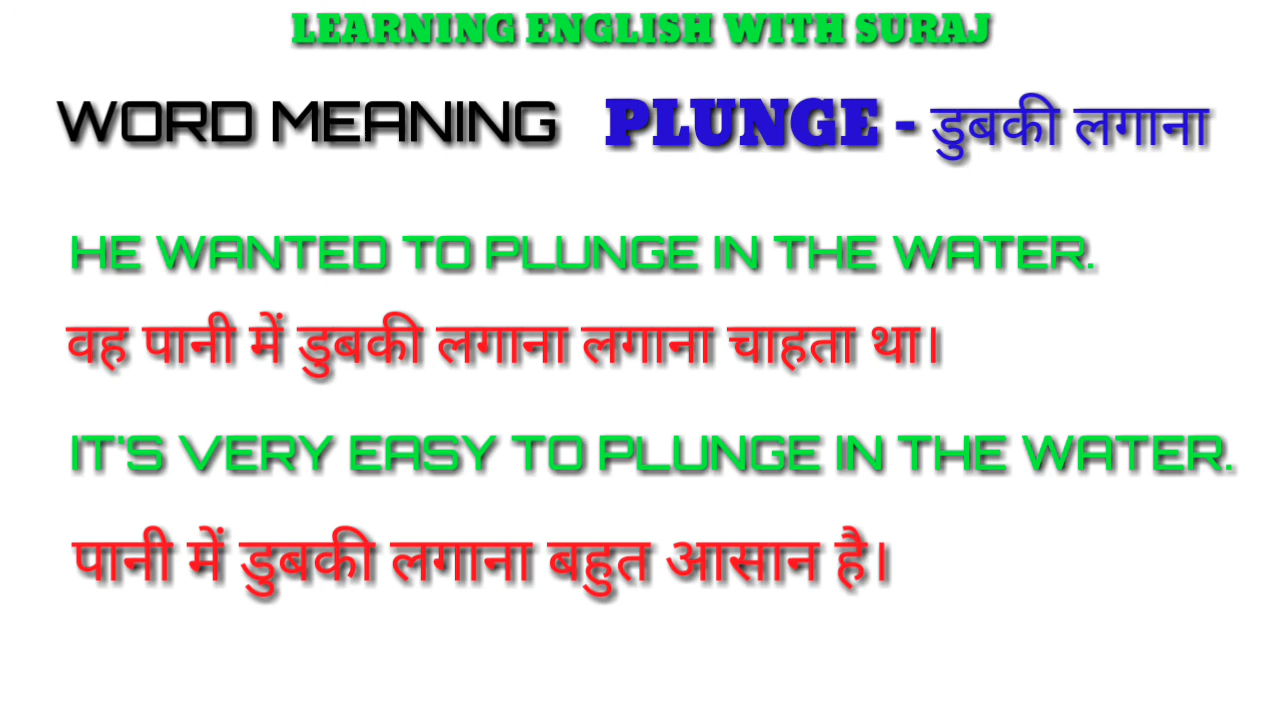 LEARNING ENGLISH WITH SURAJ
WORD MEANING PLUNGE - डुबकी लगाना
HE WANTED TO PLUNGE IN THE WATER.
वह पानी में डुबकी लगाना लगाना चाहता था।
IT'S VERY EASY TO PLUNGE IN THE WATER.
पानी में डुबकी लगाना बहुत आसान है।